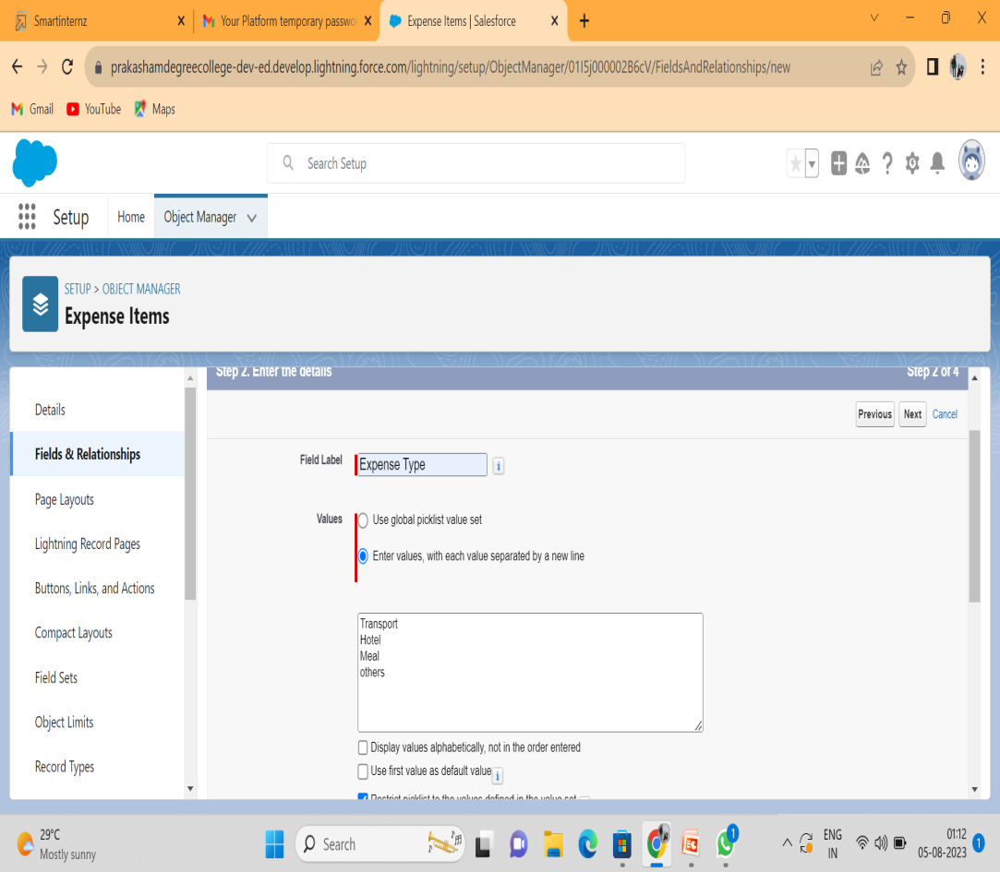 Smartinternz
Your Platform temporary passwo
Expense Items | Salesforce
prakashamdegreecollege-dev-ed.develop.lightning.force.com/lightning/setup/ObjectManager/01I5j000002B6cV/FieldsAndRelationships/new
Gmail
YouTube
Maps
Search Setup
Setup
Home
Object Manager
SETUP > OBJECT MANAGER
Expense Items
Details
Fields & Relationships
Page Layouts
Lightning Record Pages
Buttons, Links, and Actions
Compact Layouts
Field Sets
Object Limits
Record Types
Step 2. Enter the details
Step 2 of 4
Previous
Next
Cancel
Field Label
Expense Type
Values
Use global picklist value set
Enter values, with each value separated by a new line
Transport
Hotel
Meal
others
Display values alphabetically, not in the order entered
Use first value as default value
Restrict picklist to the values defined in the value set
29°C
Mostly sunny
Search
1
ENG
IN
01:12
05-08-2023
1